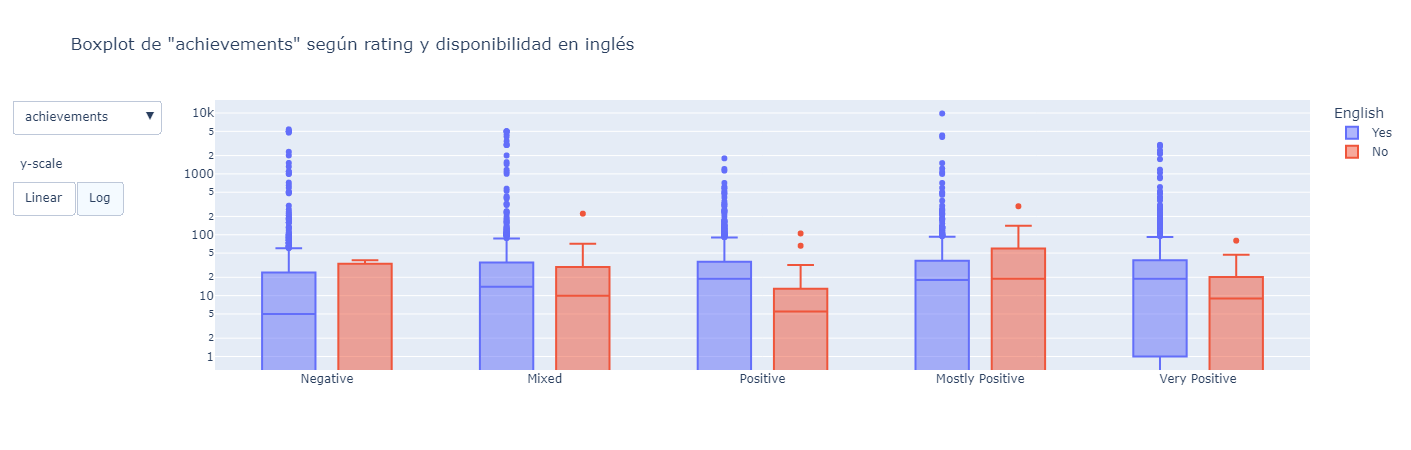 Boxplot de "achievements" según rating y disponibilidad en inglés
achievements ▼
y-scale
Linear
Log
10k
5
2
1000
5
2
100
5
2
10
5
2
1
Negative
Mixed
Positive
Mostly Positive
Very Positive
English
Yes
No